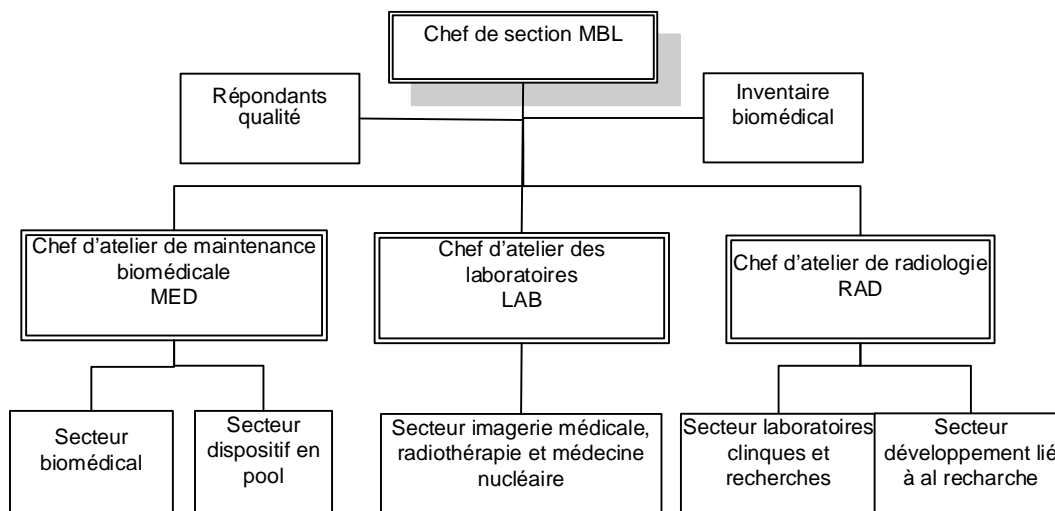 Chef de section MBL
Répondants
qualité
Inventaire
biomédical
Chef d'atelier de maintenance
biomédicale
MED
Chef d'atelier des
laboratoires
LAB
Chef d'atelier de radiologie
RAD
Secteur
biomédical
Secteur
dispositif en
pool
Secteur imagerie médicale,
radiothérapie et médecine
nucléaire
Secteur laboratoires
clinques et
recherches
Secteur
développement lié
à al recharche